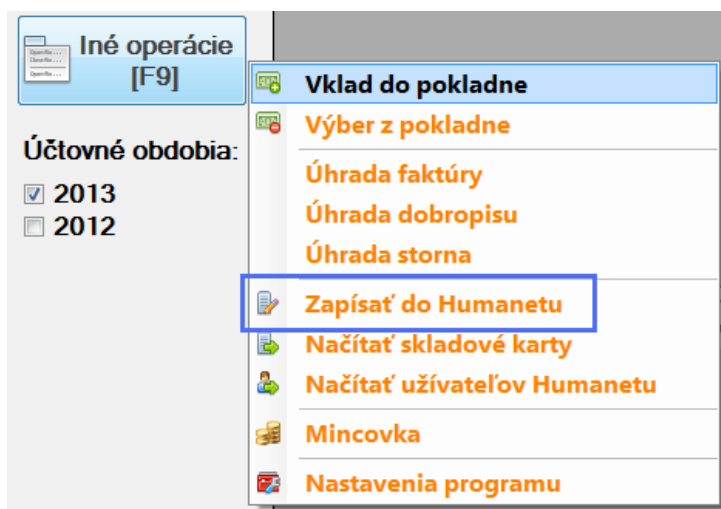 Iné operácie
[F9]
Účtovné obdobia:
2013
2012
Vklad do pokladne
Výber z pokladne
Úhrada faktúry
Úhrada dobropisu
Úhrada storna
Zapísať do Humanetu
Načítať skladové karty
Načítať užívateľov Humanetu
Mincovka
Nastavenia programu